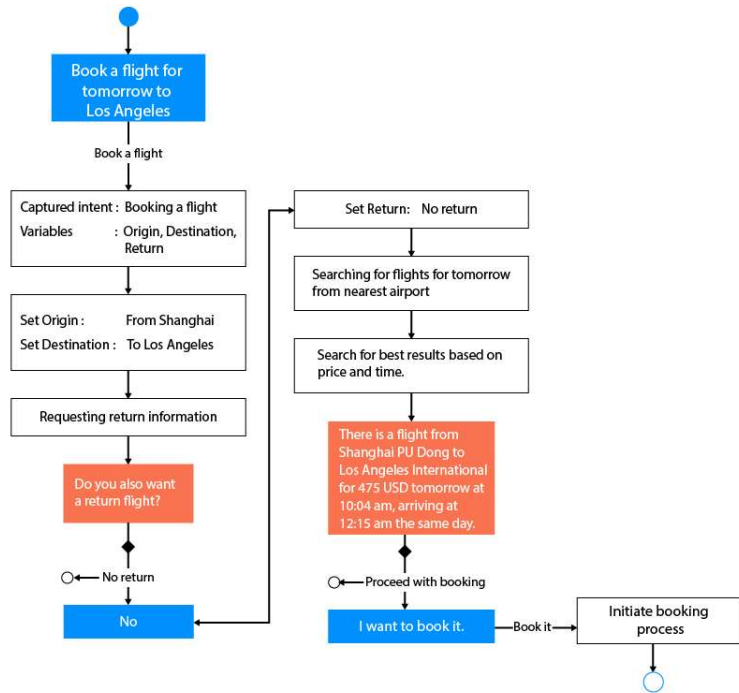 Book a flight for
tomorrow to
Los Angeles
Book a flight
Captured intent : Booking a flight
Variables : Origin, Destination,
Return
Set Origin : From Shanghai
Set Destination : To Los Angeles
Requesting return information
Do you also want
a return flight?
No return
No
Set Return: No return
Searching for flights for tomorrow
from nearest airport
Search for best results based on
price and time.
There is a flight from
Shanghai PU Dong to
Los Angeles International
for 475 USD tomorrow at
10:04 am, arriving at
12:15 am the same day.
Proceed with booking
I want to book it.
Book it
Initiate booking
process